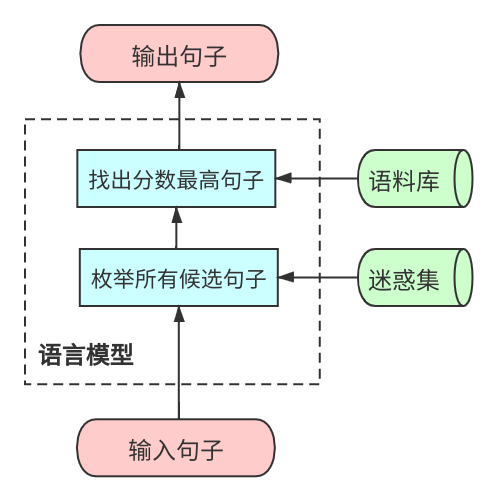 输出句子
找出分数最高句子
语料库
枚举所有候选句子
迷惑集
语言模型
输入句子